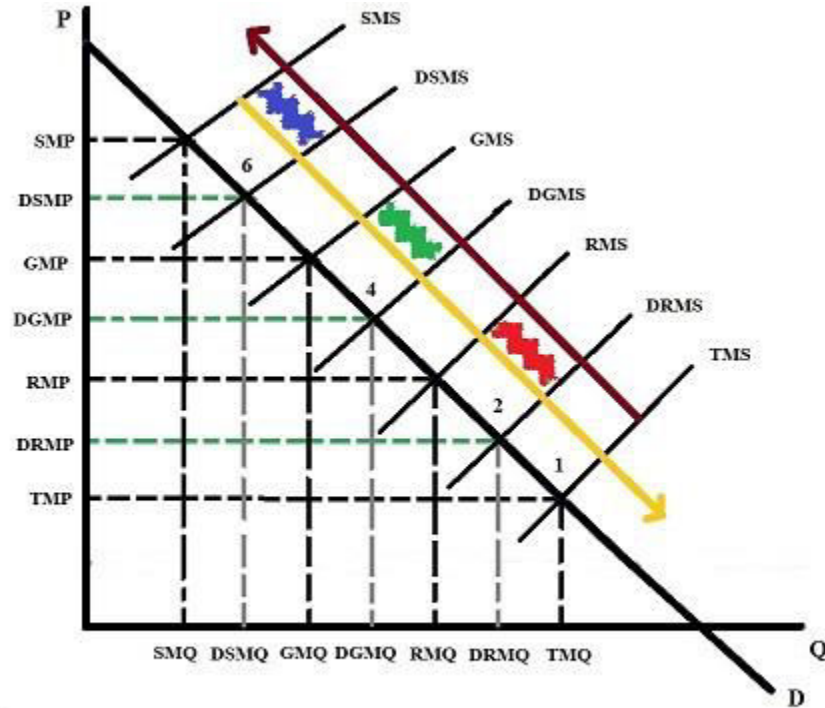 P
SMS
DSMS
GMS
DGMS
RMS
DRMS
TMS
SMP
DSMP
GMP
DGMP
RMP
DRMP
TMP
6
4
2
1
SMQ DSMQ GMQ DGMQ RMQ DRMQ TMQ
Q
D